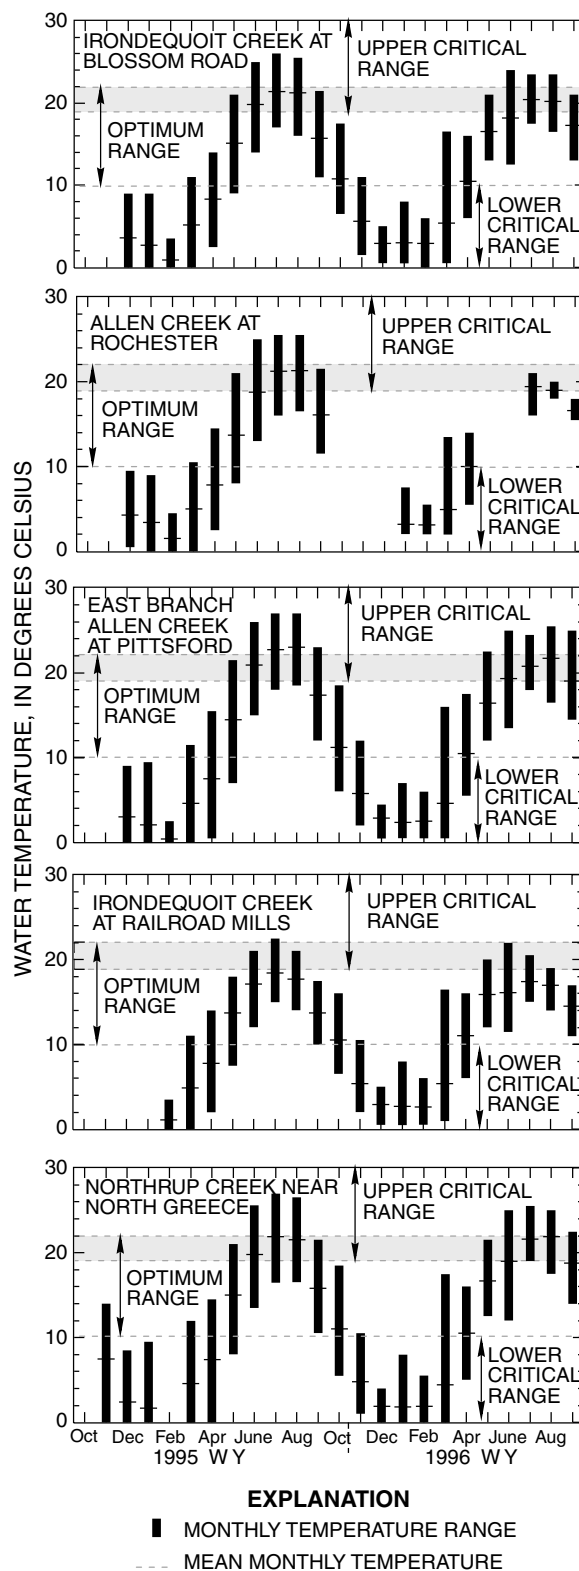 WATER TEMPERATURE, IN DEGREES CELSIUS
30
IRONDEQUOIT CREEK AT
BLOSSOM ROAD
UPPER CRITICAL
RANGE
20
OPTIMUM
RANGE
10
LOWER
CRITICAL
RANGE
0
30
ALLEN CREEK AT
ROCHESTER
UPPER CRITICAL
RANGE
20
OPTIMUM
RANGE
10
LOWER
CRITICAL
RANGE
0
30
EAST BRANCH
ALLEN CREEK
AT PITTSFORD
UPPER CRITICAL
RANGE
20
OPTIMUM
RANGE
10
LOWER
CRITICAL
RANGE
0
30
IRONDEQUOIT CREEK
AT RAILROAD MILLS
UPPER CRITICAL
RANGE
20
OPTIMUM
RANGE
10
LOWER
CRITICAL
RANGE
0
30
NORTHRUP CREEK NEAR
NORTH GREECE
UPPER CRITICAL
RANGE
20
OPTIMUM
RANGE
10
LOWER
CRITICAL
RANGE
0
Oct Dec Feb Apr June Aug Oct Dec Feb Apr June Aug
1995 WY 1996 WY
EXPLANATION
MONTHLY TEMPERATURE RANGE
MEAN MONTHLY TEMPERATURE